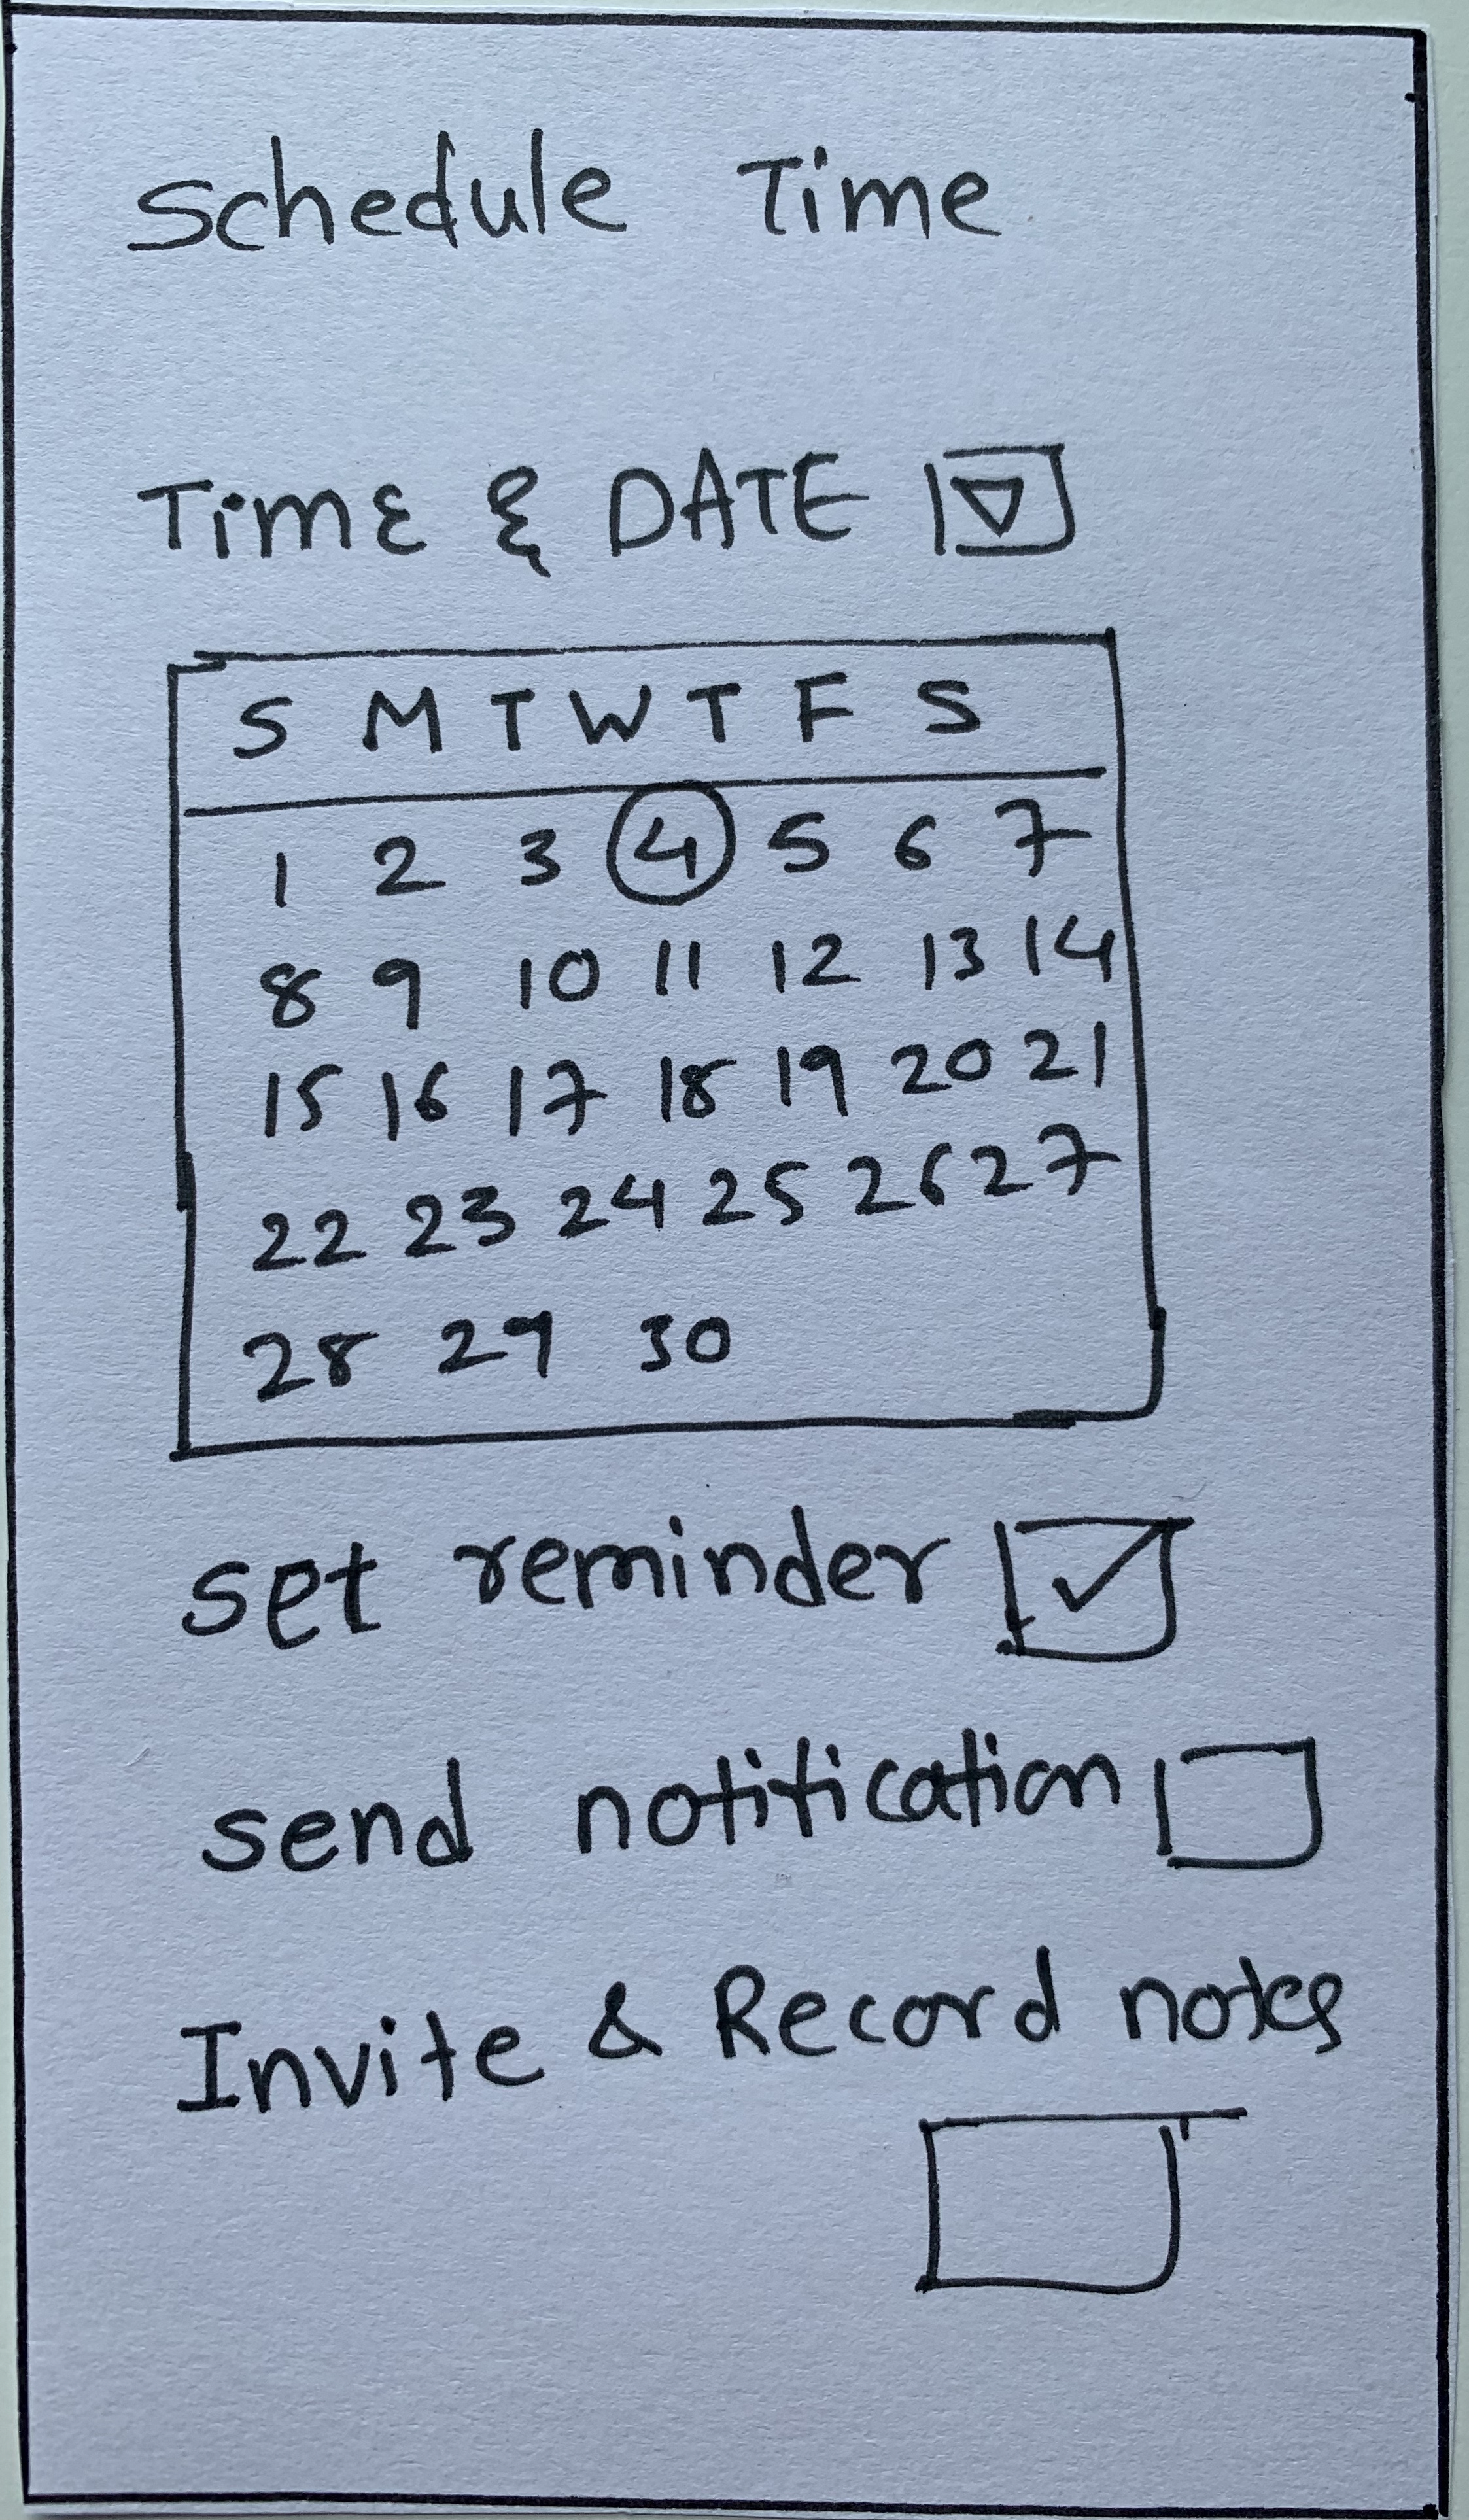 Schedule Time
Time & DATE
S M T W T F S
1 2 3 4 5 6 7
8 9 10 11 12 13 14
15 16 17 18 19 20 21
22 23 24 25 26 27
28 29 30
set reminder
send notification
Invite & Record notes